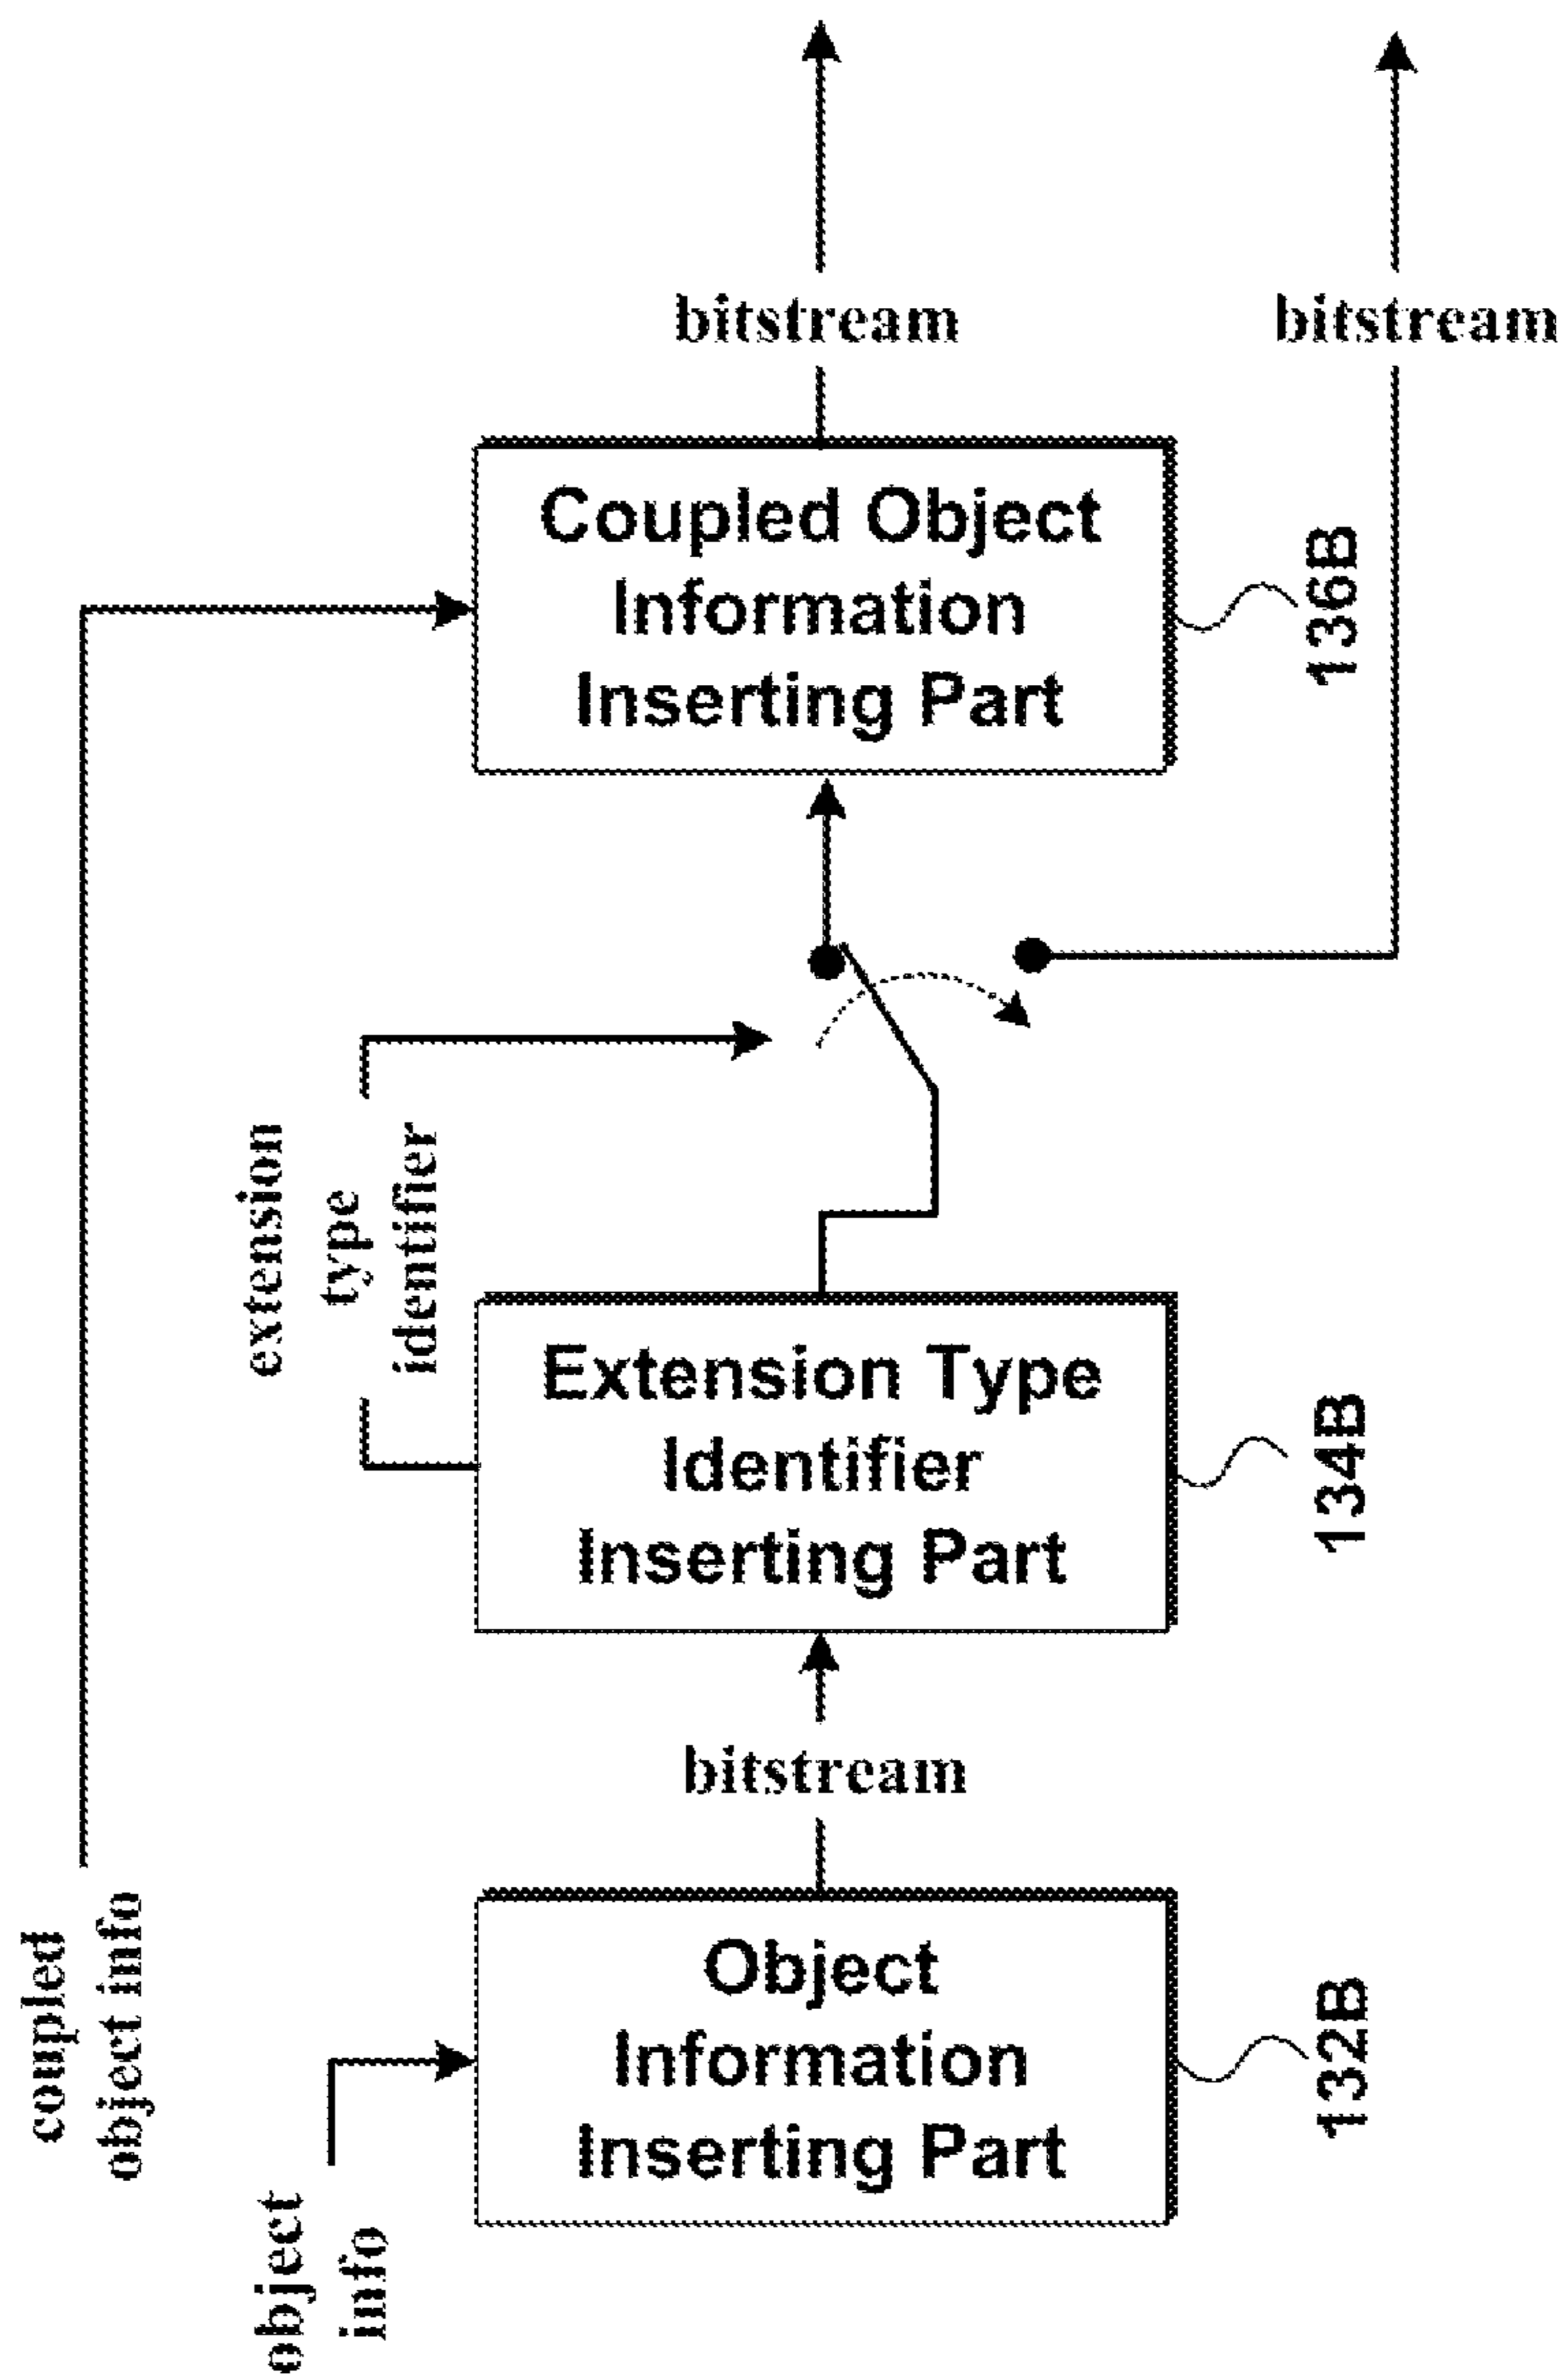 bitstream
bitstream
Coupled Object
Information
Inserting Part
136B
extension
type
identifier
Extension Type
Identifier
Inserting Part
134B
bitstream
coupled
object info
Object
Information
Inserting Part
132B
object
info